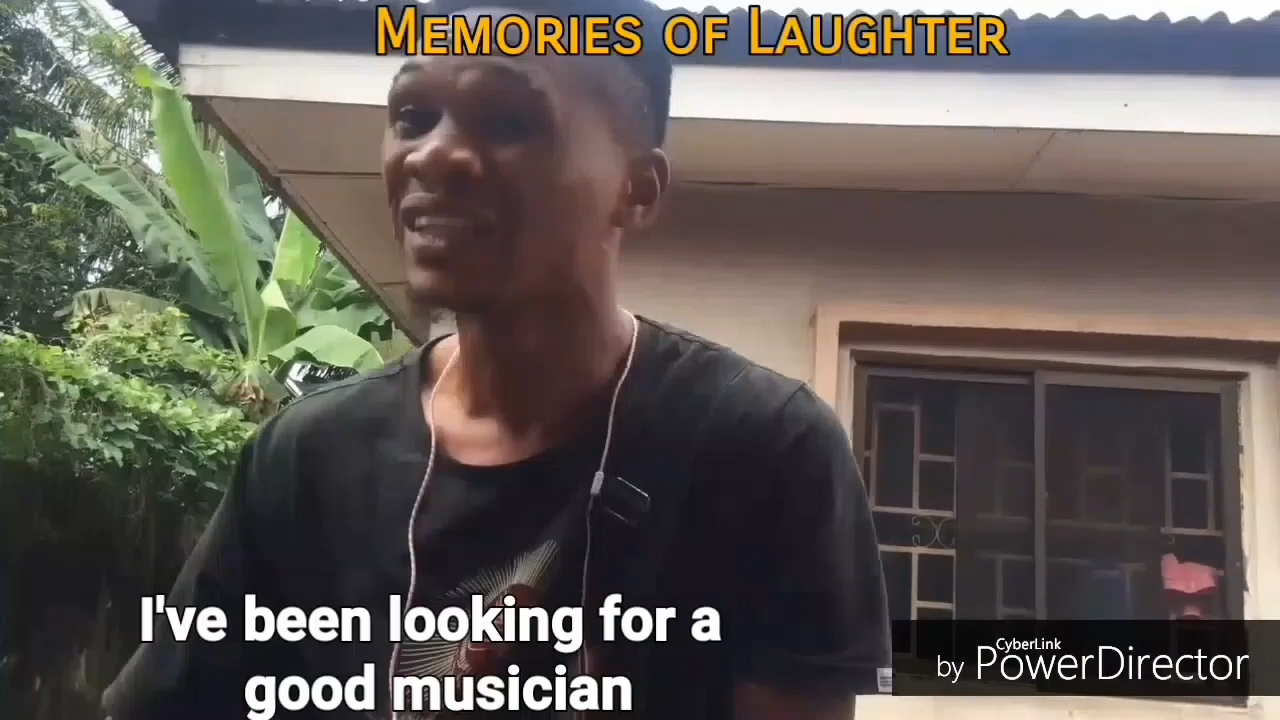 Memories of Laughter
I've been looking for a
good musician
CyberLink
by PowerDirector